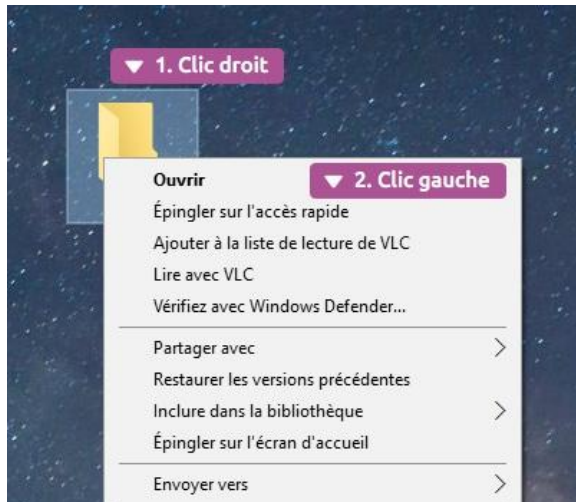 1. Clic droit
Ouvrir
2. Clic gauche
Épingler sur l'accès rapide
Ajouter à la liste de lecture de VLC
Lire avec VLC
Vérifiez avec Windows Defender...
Partager avec
Restaurer les versions précédentes
Inclure dans la bibliothèque
Épingler sur l'écran d'accueil
Envoyer vers